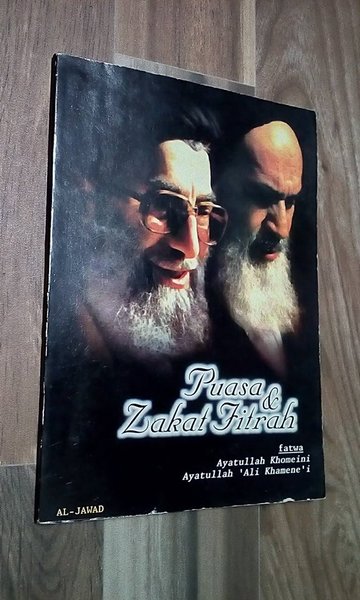 Puasa &
Zakat Fitrah
fatwa
Ayatullah Khomeini
Ayatullah 'Ali Khamene'i
AL-JAWAD